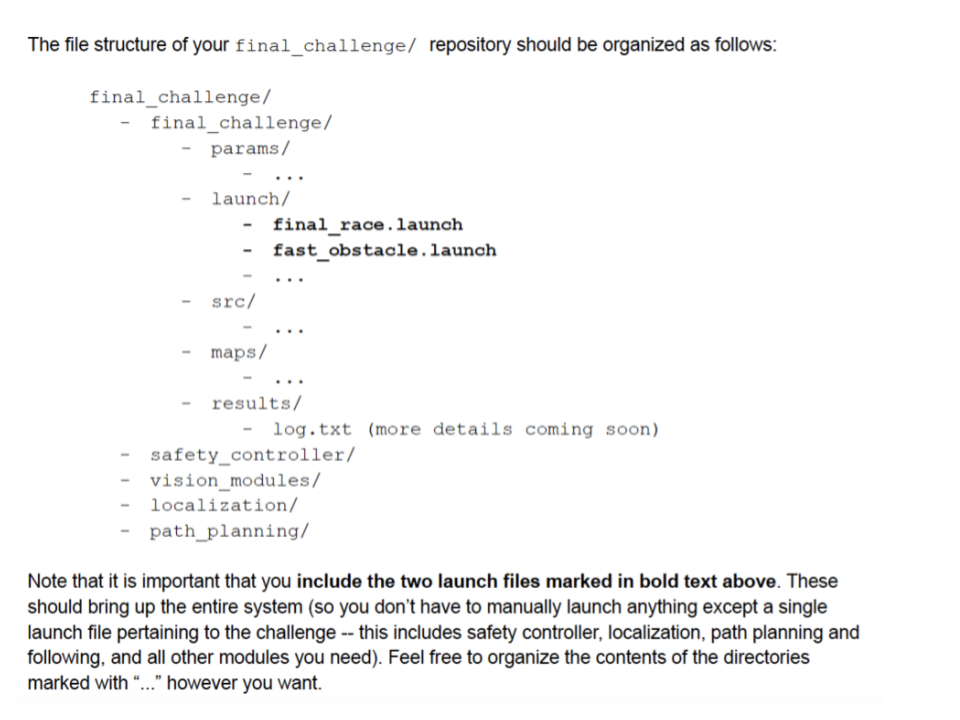 The file structure of your final_challenge/ repository should be organized as follows:
final_challenge/
- final_challenge/
- params/
- ...
- launch/
- final_race.launch
- fast_obstacle.launch
- ...
- src/
- ...
- maps/
- ...
- results/
- log.txt (more details coming soon)
- safety_controller/
- vision_modules/
- localization/
- path_planning/
Note that it is important that you include the two launch files marked in bold text above. These
should bring up the entire system (so you don’t have to manually launch anything except a single
launch file pertaining to the challenge -- this includes safety controller, localization, path planning and
following, and all other modules you need). Feel free to organize the contents of the directories
marked with “...” however you want.